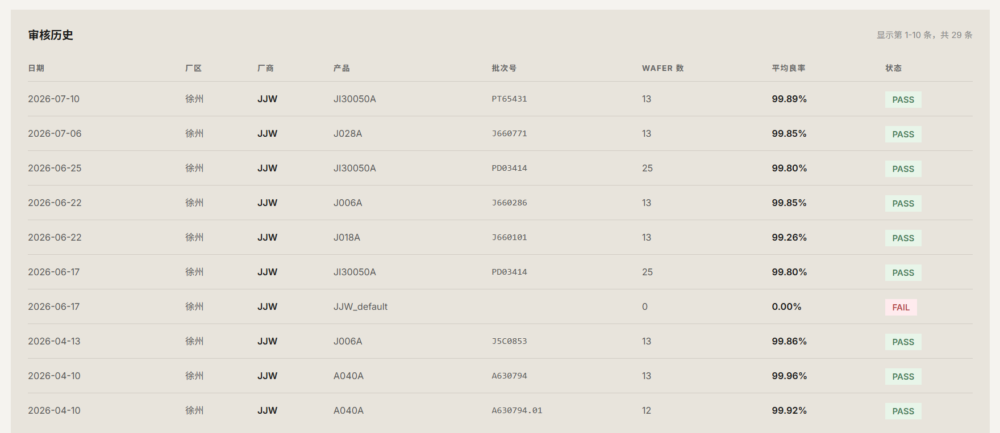 审核历史 显示第 1-10 条，共 29 条
日期 厂区 厂商 产品 批次号 WAFER 数 平均良率 状态
2026-07-10 徐州 JJW JI30050A PT65431 13 99.89% PASS
2026-07-06 徐州 JJW J028A J660771 13 99.85% PASS
2026-06-25 徐州 JJW JI30050A PD03414 25 99.80% PASS
2026-06-22 徐州 JJW J006A J660286 13 99.85% PASS
2026-06-22 徐州 JJW J018A J660101 13 99.26% PASS
2026-06-17 徐州 JJW JI30050A PD03414 25 99.80% PASS
2026-06-17 徐州 JJW JJW_default 0 0.00% FAIL
2026-04-13 徐州 JJW J006A J5C0853 13 99.86% PASS
2026-04-10 徐州 JJW A040A A630794 13 99.96% PASS
2026-04-10 徐州 JJW A040A A630794.01 12 99.92% PASS